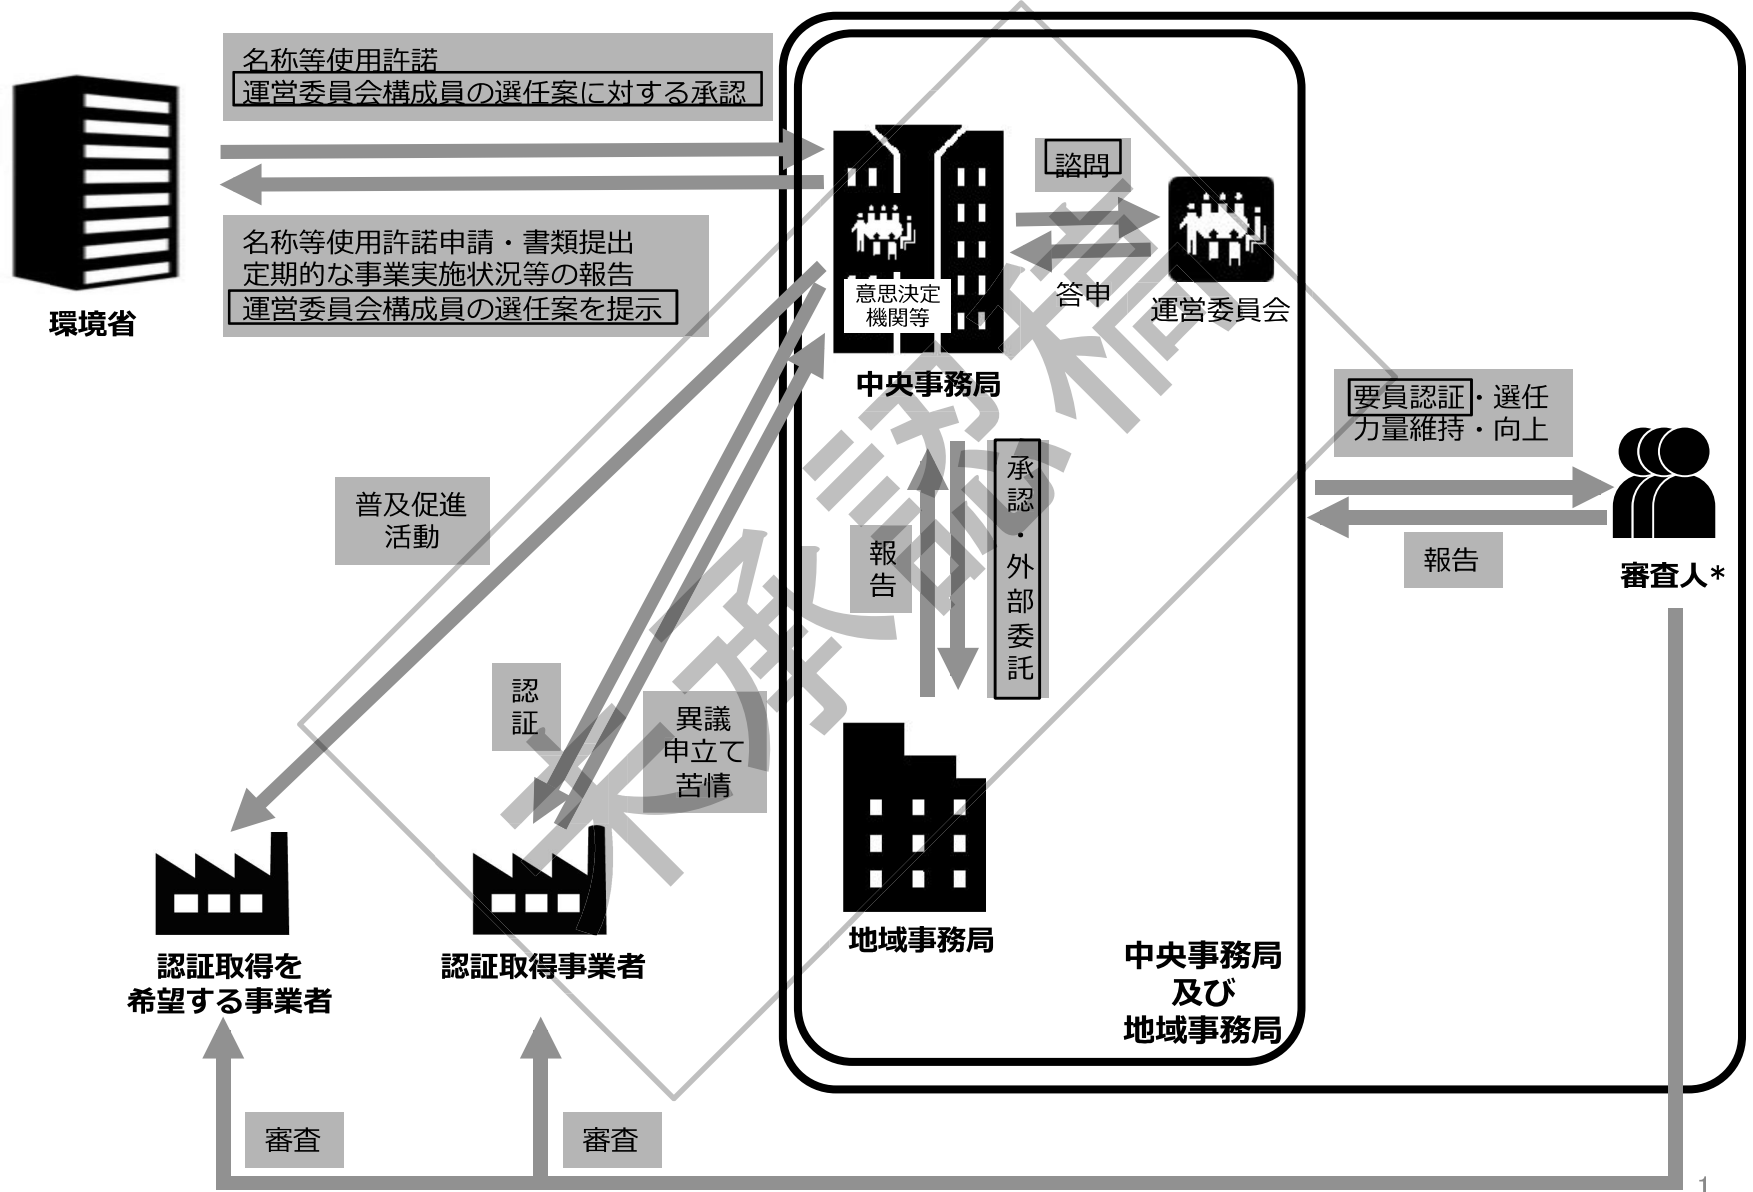 名称等使用許諾
運営委員会構成員の選任案に対する承認
名称等使用許諾申請・書類提出
定期的な事業実施状況等の報告
運営委員会構成員の選任案を提示
環境省
意思決定
機関等
中央事務局
諮問
答申
運営委員会
要員認証・選任
力量維持・向上
報告
審査人*
普及促進
活動
報告
承認・外部委託
認証
異議
申立て
苦情
地域事務局
中央事務局
及び
地域事務局
認証取得を
希望する事業者
認証取得事業者
審査
審査
未承認稿
1